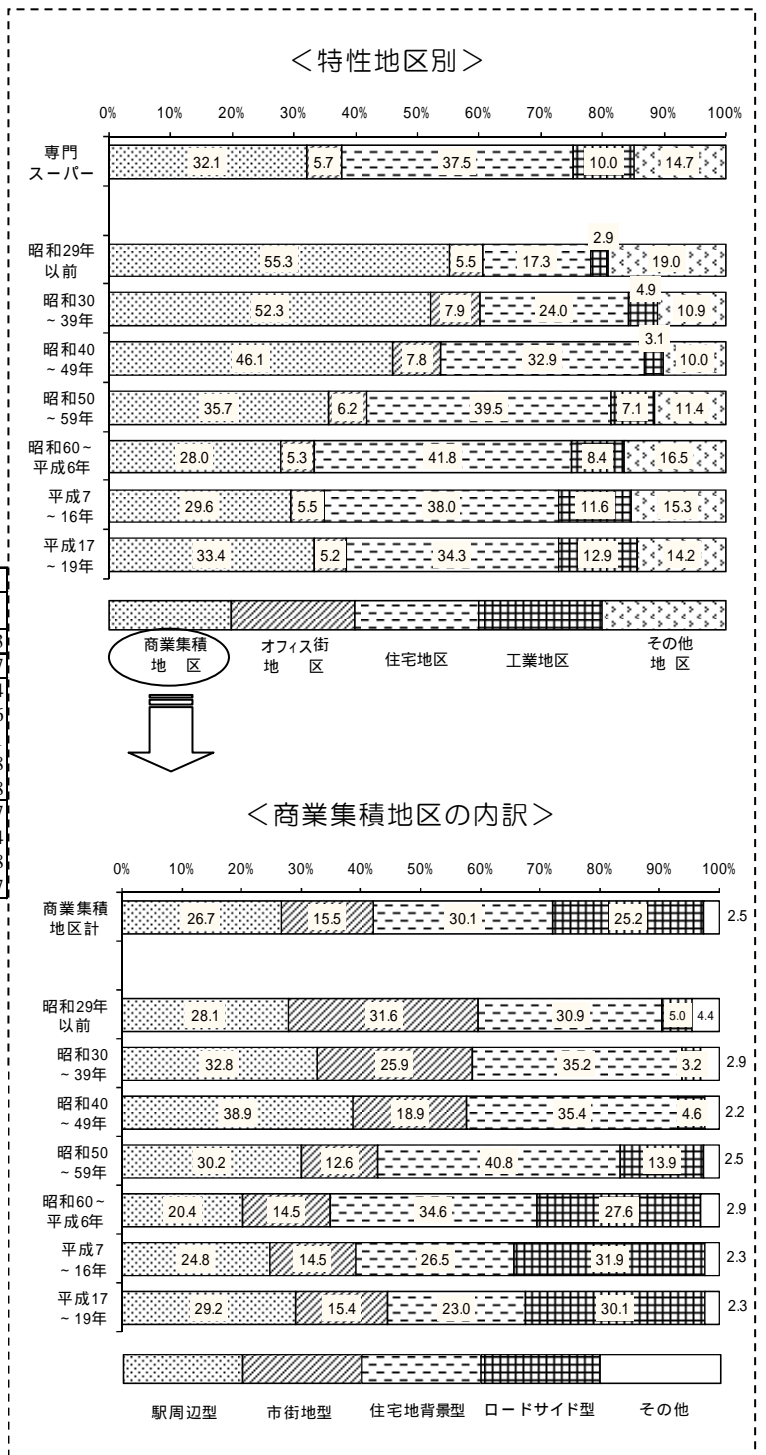 ＜特性地区別＞
0% 10% 20% 30% 40% 50% 60% 70% 80% 90% 100%
専門
スーパー
32.1 5.7 37.5 10.0 14.7
昭和29年
以前
55.3 5.5 17.3 2.9 19.0
昭和30
~39年
52.3 7.9 24.0 4.9 10.9
昭和40
~49年
46.1 7.8 32.9 3.1 10.0
昭和50
~59年
35.7 6.2 39.5 7.1 11.4
昭和60~
平成6年
28.0 5.3 41.8 8.4 16.5
平成7
~16年
29.6 5.5 38.0 11.6 15.3
平成17
~19年
33.4 5.2 34.3 12.9 14.2
商業集積
地　区
オフィス街
地　　区
住宅地区
工業地区
その他
地 区
＜商業集積地区の内訳＞
0% 10% 20% 30% 40% 50% 60% 70% 80% 90% 100%
商業集積
地区計
26.7 15.5 30.1 25.2 2.5
昭和29年
以前
28.1 31.6 30.9 5.0 4.4
昭和30
~39年
32.8 25.9 35.2 3.2 2.9
昭和40
~49年
38.9 18.9 35.4 4.6 2.2
昭和50
~59年
30.2 12.6 40.8 13.9 2.5
昭和60~
平成6年
20.4 14.5 34.6 27.6 2.9
平成7
~16年
24.8 14.5 26.5 31.9 2.3
平成17
~19年
29.2 15.4 23.0 30.1 2.3
駅周辺型 市街地型 住宅地背景型 ロードサイド型 その他